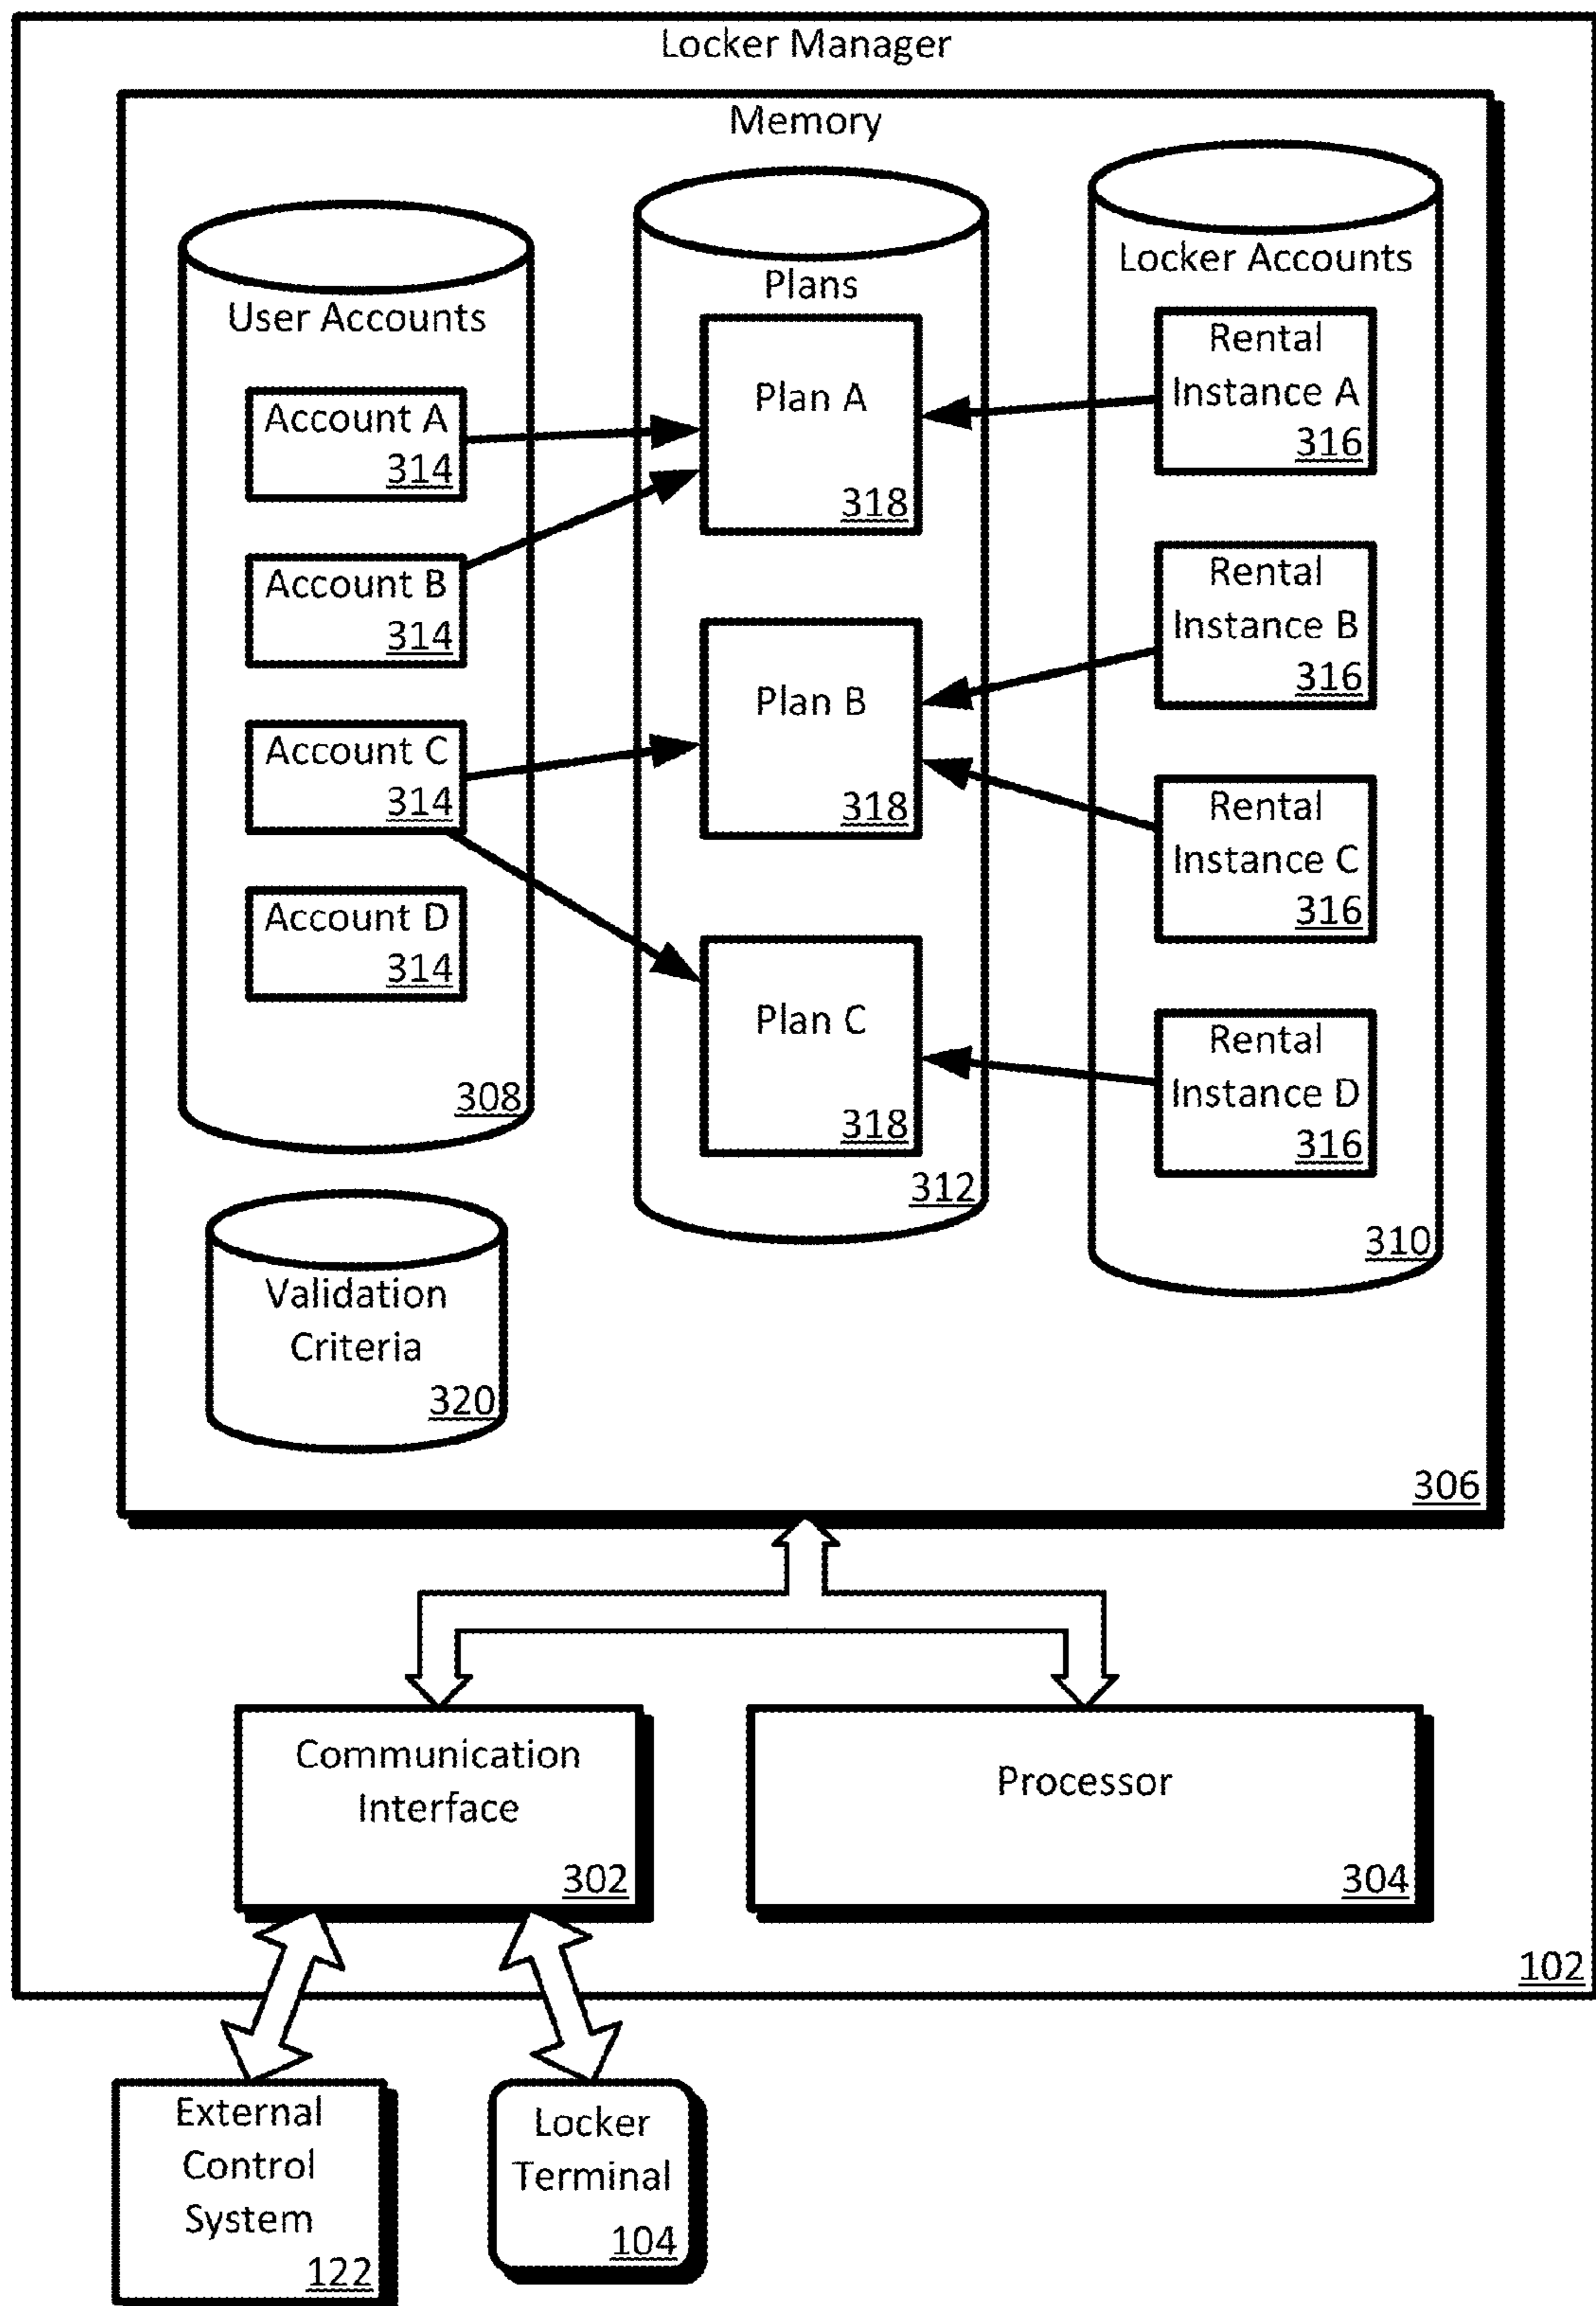 Locker Manager
Memory
User Accounts
Account A
314
Account B
314
Account C
314
Account D
314
308
Plans
Plan A
318
Plan B
318
Plan C
318
312
Locker Accounts
Rental
Instance A
316
Rental
Instance B
316
Rental
Instance C
316
Rental
Instance D
316
310
Validation
Criteria
320
306
Communication
Interface
302
Processor
304
102
External
Control
System
122
Locker
Terminal
104